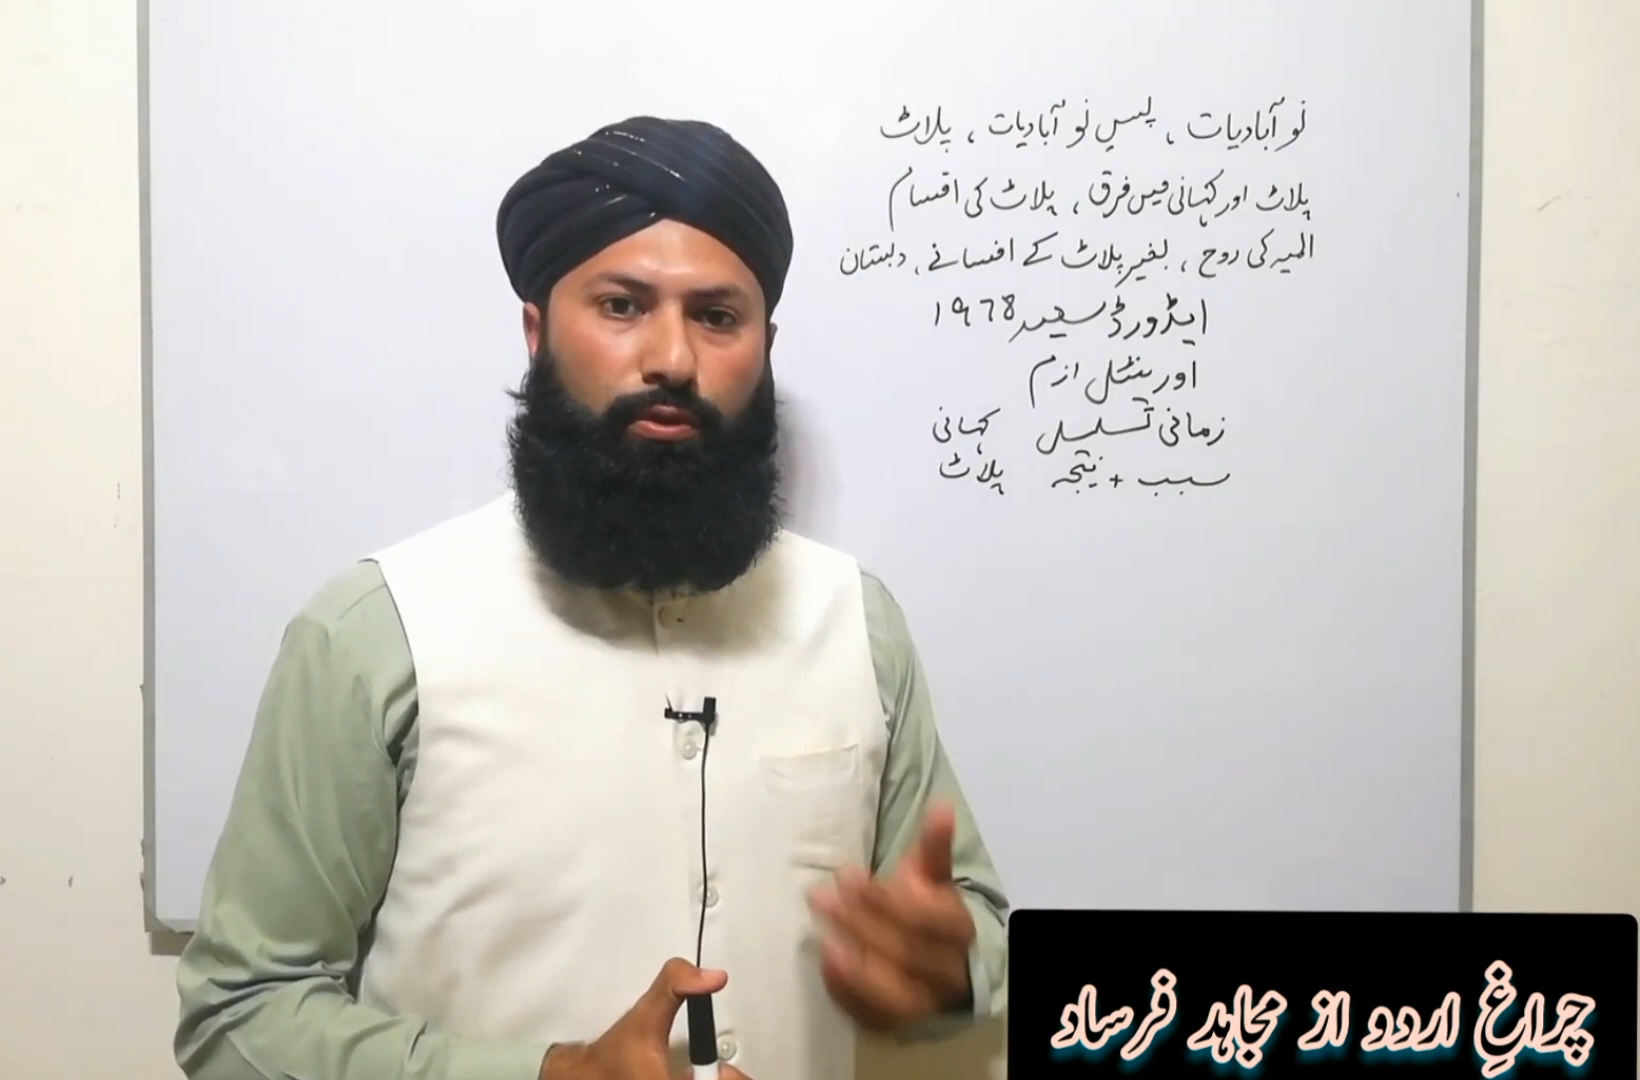 نو آبادیات ، پسِ نو آبادیات ، پلاٹ
پلاٹ اور کہانی میں فرق ، پلاٹ کی اقسام
المیہ کی روح ، بغیر پلاٹ کے افسانے ، دبستان
ایڈورڈ سعید ۱۹۷۸
اورینٹل ازم
زمانی تسلسل کہانی
سبب + نتیجہ پلاٹ
چراغِ اردو از مجاہد فرساد